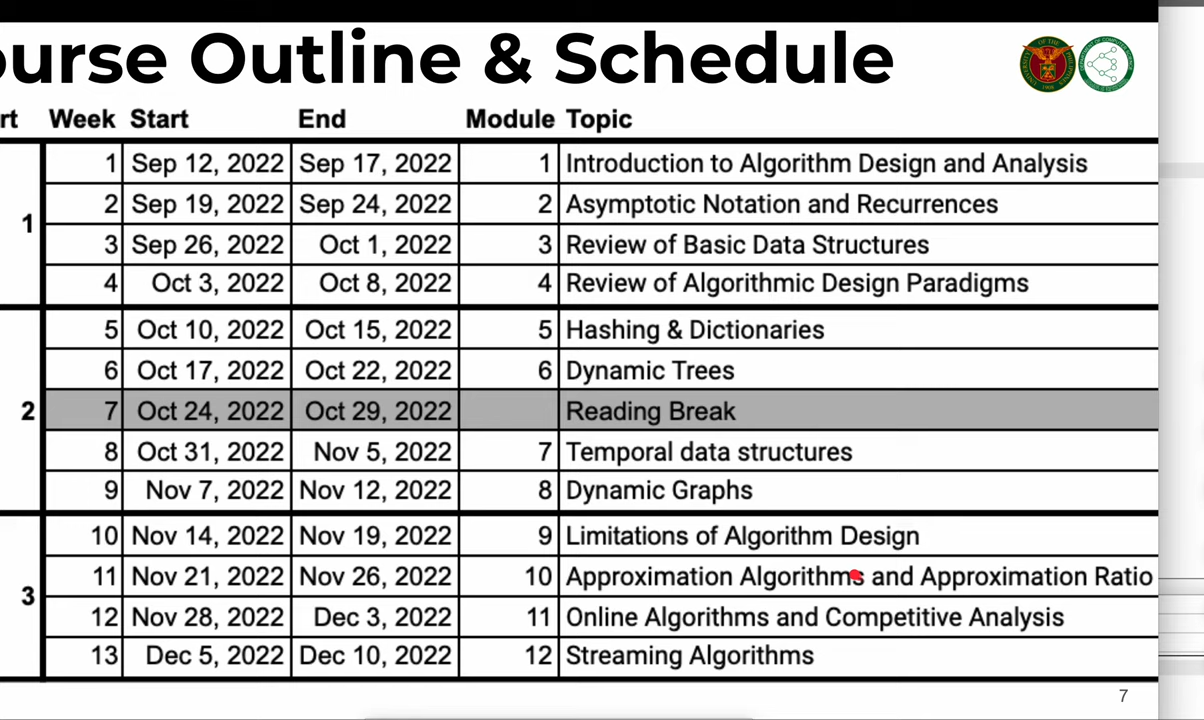 ourse Outline & Schedule
rt Week Start End Module Topic
1 Sep 12, 2022 Sep 17, 2022 1 Introduction to Algorithm Design and Analysis
2 Sep 19, 2022 Sep 24, 2022 2 Asymptotic Notation and Recurrences
1
3 Sep 26, 2022 Oct 1, 2022 3 Review of Basic Data Structures
4 Oct 3, 2022 Oct 8, 2022 4 Review of Algorithmic Design Paradigms
5 Oct 10, 2022 Oct 15, 2022 5 Hashing & Dictionaries
6 Oct 17, 2022 Oct 22, 2022 6 Dynamic Trees
2 7 Oct 24, 2022 Oct 29, 2022 Reading Break
8 Oct 31, 2022 Nov 5, 2022 7 Temporal data structures
9 Nov 7, 2022 Nov 12, 2022 8 Dynamic Graphs
10 Nov 14, 2022 Nov 19, 2022 9 Limitations of Algorithm Design
11 Nov 21, 2022 Nov 26, 2022 10 Approximation Algorithms and Approximation Ratio
3
12 Nov 28, 2022 Dec 3, 2022 11 Online Algorithms and Competitive Analysis
13 Dec 5, 2022 Dec 10, 2022 12 Streaming Algorithms
7